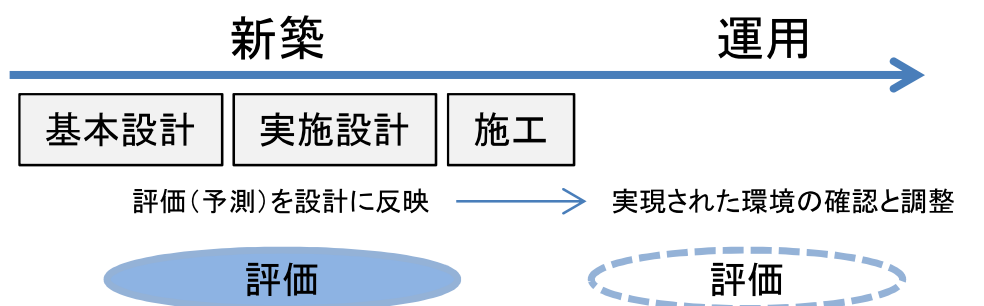 新築 運用
基本設計 実施設計 施工
評価（予測）を設計に反映 実現された環境の確認と調整
評価 評価